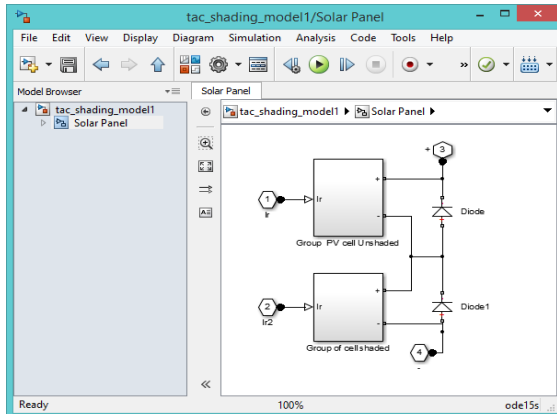 tac_shading_model1/Solar Panel
File Edit View Display Diagram Simulation Analysis Code Tools Help
»
Model Browser
Solar Panel
tac_shading_model1
Solar Panel
tac_shading_model1 Solar Panel
+ 3
+
1
Ir
Ir
-
Diode
Group PV cell Unshaded
+
2
Ir
Ir2
-
Diode1
Group of cell shaded
4
-
Ready 100% ode15s